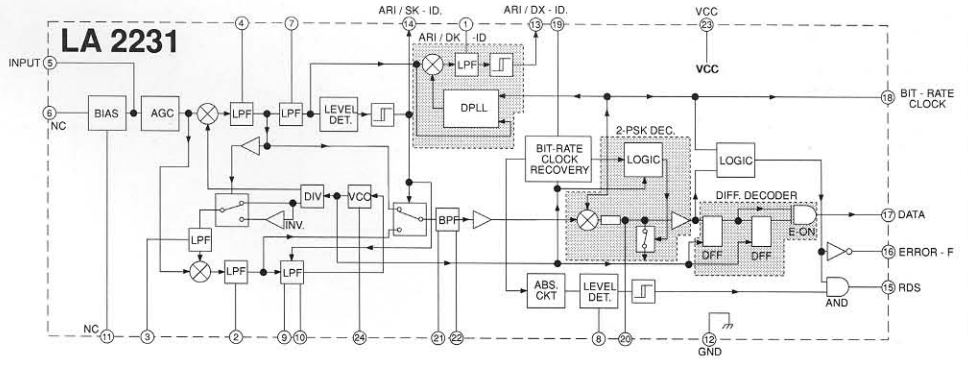 ARI / SK - ID.
ARI / DX - ID.
VCC
4
7
14
1
13
19
23
LA 2231
ARI / DK - ID
INPUT
5
LPF
VCC
DPLL
18
BIT - RATE
CLOCK
6
NC
BIAS
AGC
LPF
LPF
LEVEL
DET.
2-PSK DEC.
BIT-RATE
CLOCK
RECOVERY
LOGIC
LOGIC
DIFF. DECODER
DIV
VCO
INV.
BPF
17
DATA
E-ON
LPF
DFF
DFF
16
ERROR - F
LPF
LPF
ABS.
CKT
LEVEL
DET.
15
RDS
AND
NC
11
3
2
9
10
24
21
22
8
20
12
GND